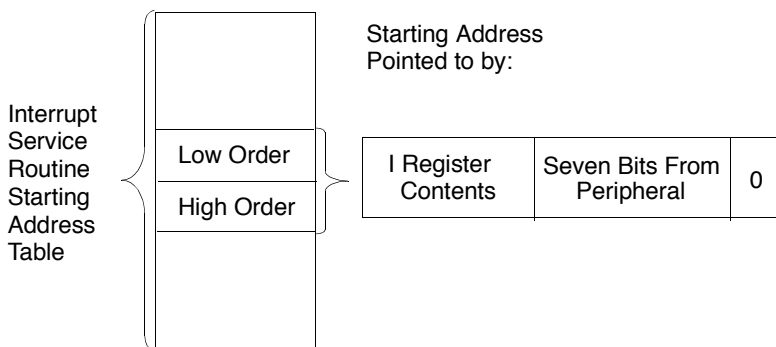 Starting Address
Pointed to by:
Interrupt
Service
Routine
Starting
Address
Table
Low Order
High Order
I Register
Contents
Seven Bits From
Peripheral
0